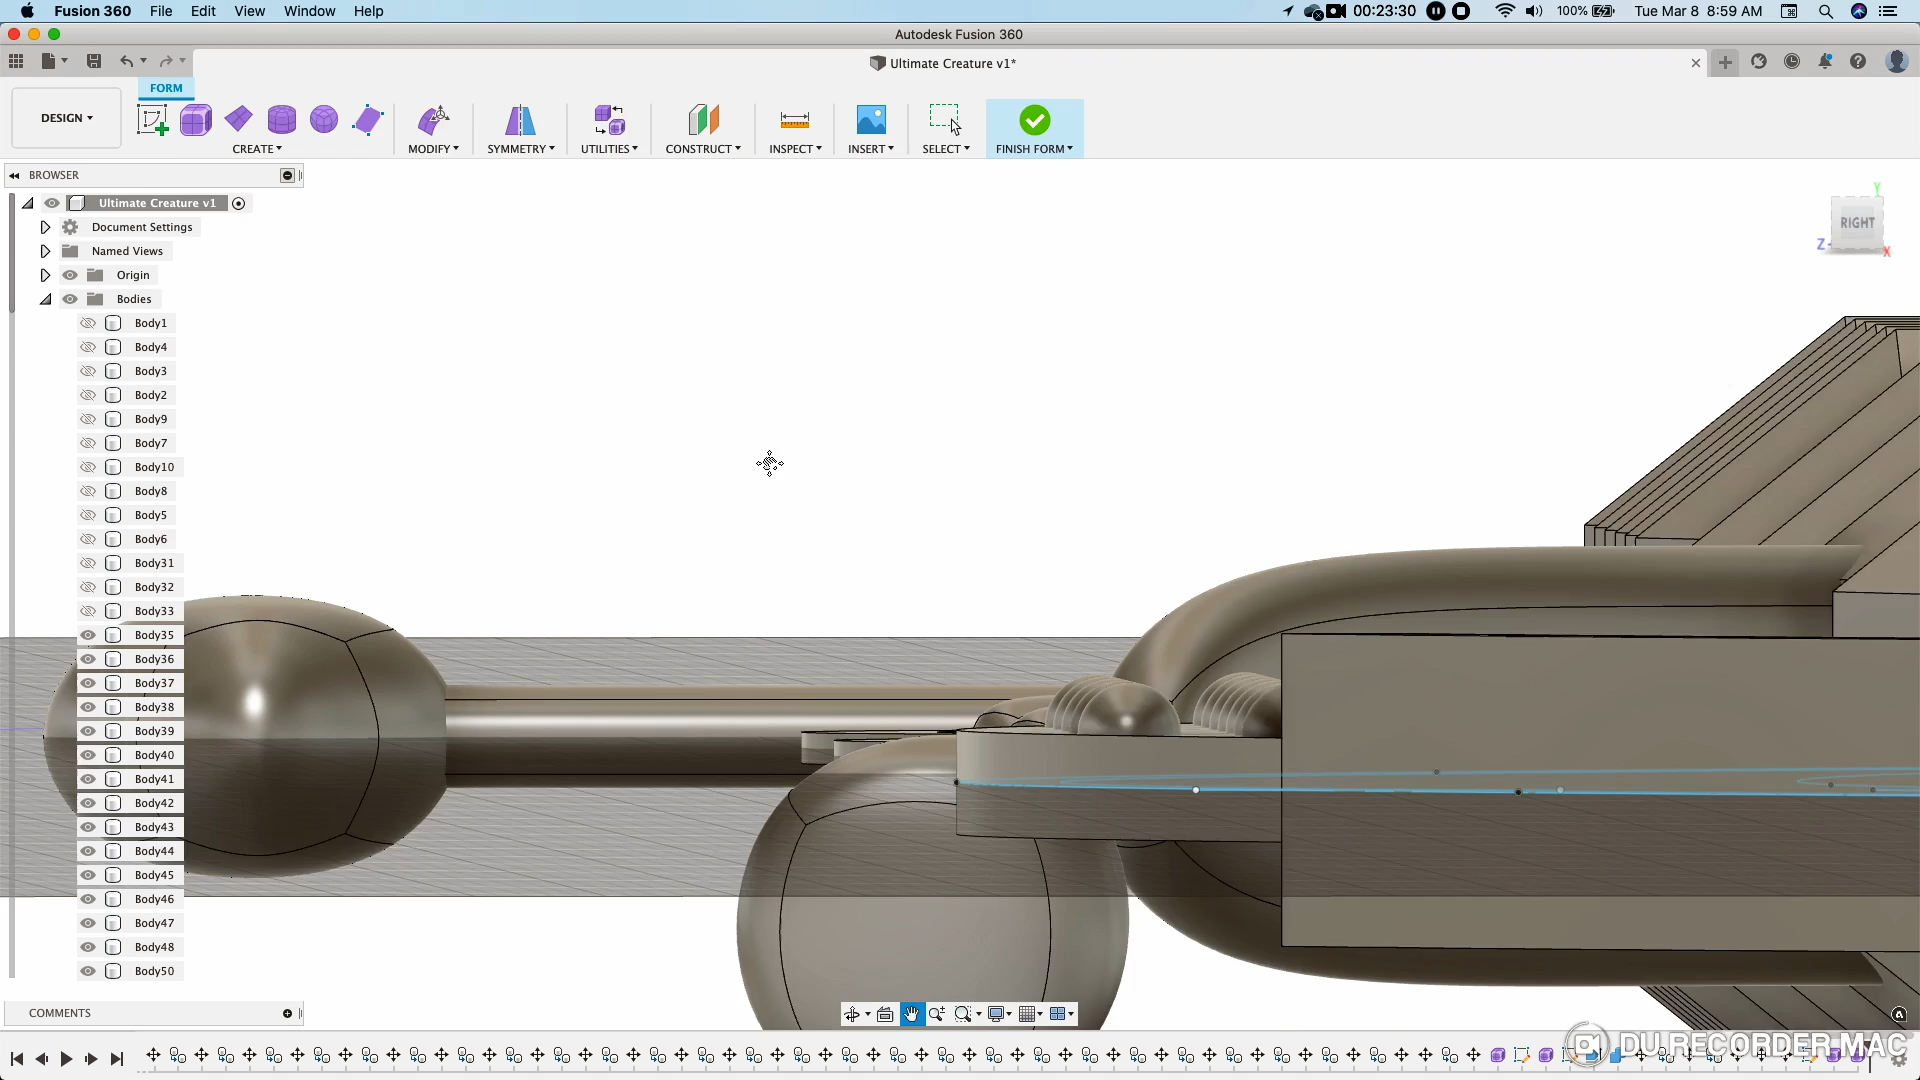 Fusion 360 File Edit View Window Help 00:23:30 100% Tue Mar 8 8:59 AM
Autodesk Fusion 360
Ultimate Creature v1*
FORM
DESIGN
CREATE MODIFY SYMMETRY UTILITIES CONSTRUCT INSPECT INSERT SELECT FINISH FORM
BROWSER
Ultimate Creature v1
Document Settings
Named Views
Origin
Bodies
Body1
Body4
Body3
Body2
Body9
Body7
Body10
Body8
Body5
Body6
Body31
Body32
Body33
Body35
Body36
Body37
Body38
Body39
Body40
Body41
Body42
Body43
Body44
Body45
Body46
Body47
Body48
Body50
Y
RIGHT
Z
X
COMMENTS
DU RECORDER MAC